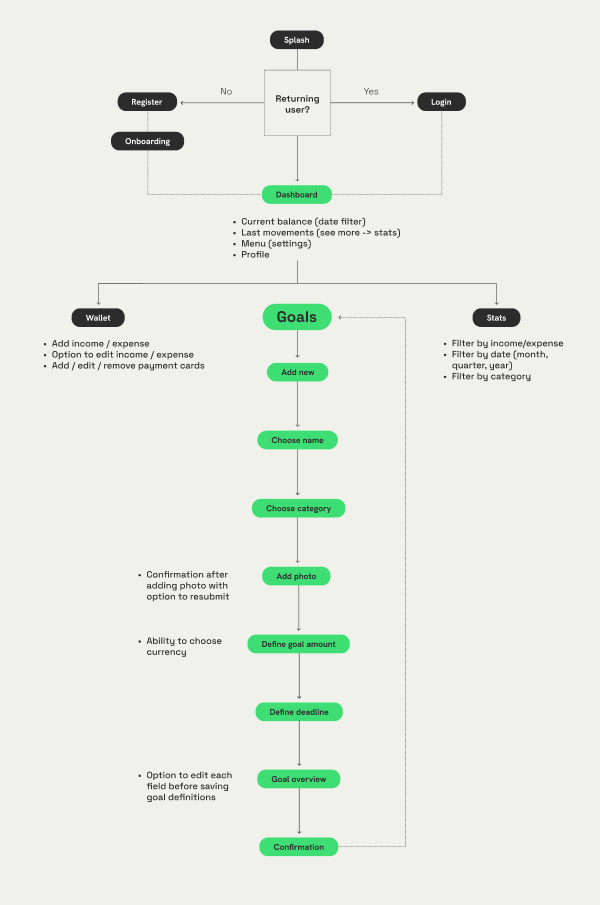 Splash
Returning
user?
No
Yes
Register
Login
Onboarding
Dashboard
• Current balance (date filter)
• Last movements (see more -> stats)
• Menu (settings)
• Profile
Wallet
• Add income / expense
• Option to edit income / expense
• Add / edit / remove payment cards
Goals
Stats
• Filter by income/expense
• Filter by date (month,
quarter, year)
• Filter by category
Add new
Choose name
Choose category
Add photo
• Confirmation after
adding photo with
option to resubmit
Define goal amount
• Ability to choose
currency
Define deadline
Goal overview
• Option to edit each
field before saving
goal definitions
Confirmation